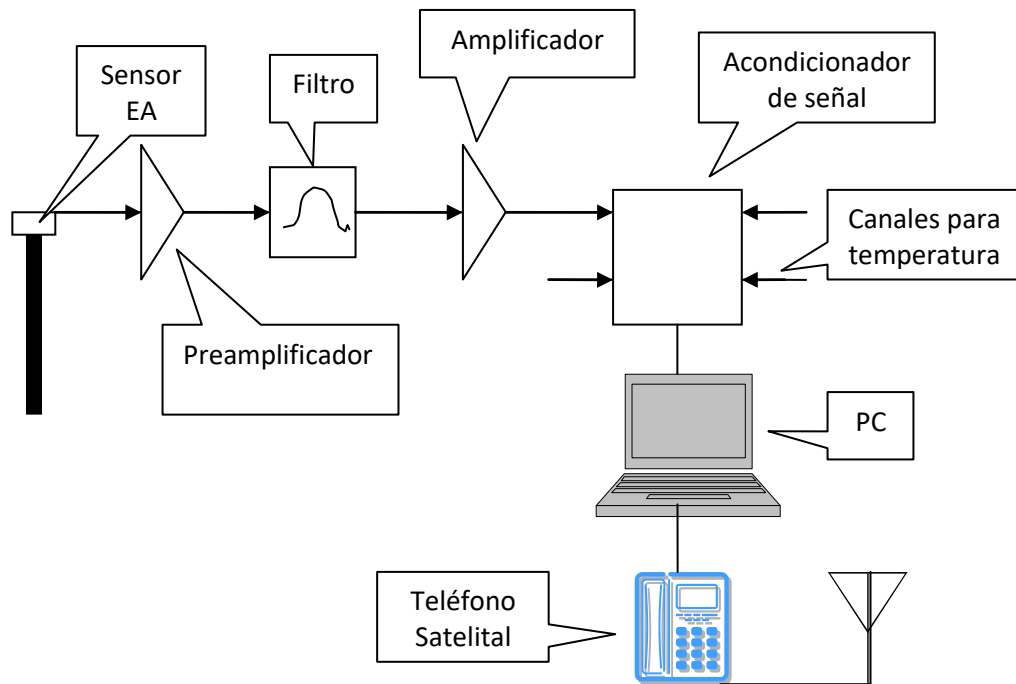 Sensor
EA
Filtro
Amplificador
Acondicionador
de señal
Canales para
temperatura
Preamplificador
PC
Teléfono
Satelital